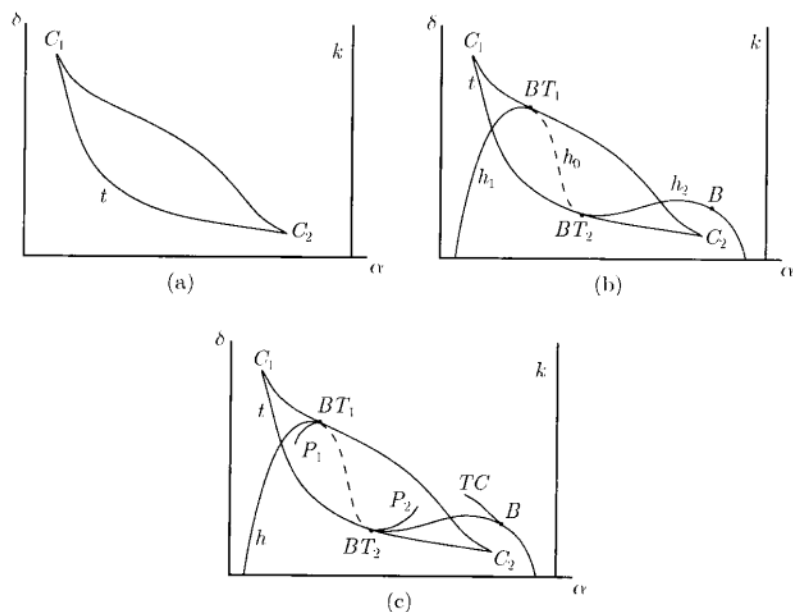 δ
C₁
k
t
C₂
α
(a)
δ
C₁
k
t
BT₁
h₀
h₁
h₂
B
BT₂
C₂
α
(b)
δ
C₁
k
t
BT₁
P₁
TC
P₂
B
h
BT₂
C₂
α
(c)